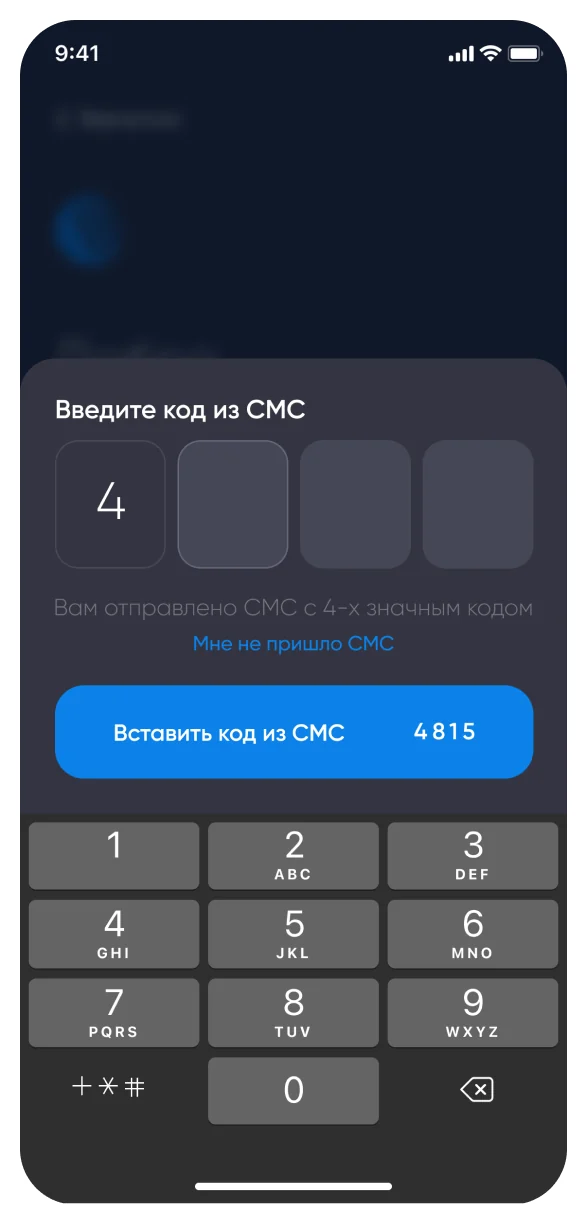 9:41
Введите код из СМС
4
Вам отправлено СМС с 4-х значным кодом
Мне не пришло СМС
Вставить код из СМС 4815
1 2 3
ABC DEF
4 5 6
GHI JKL MNO
7 8 9
PQRS TUV WXYZ
+*# 0